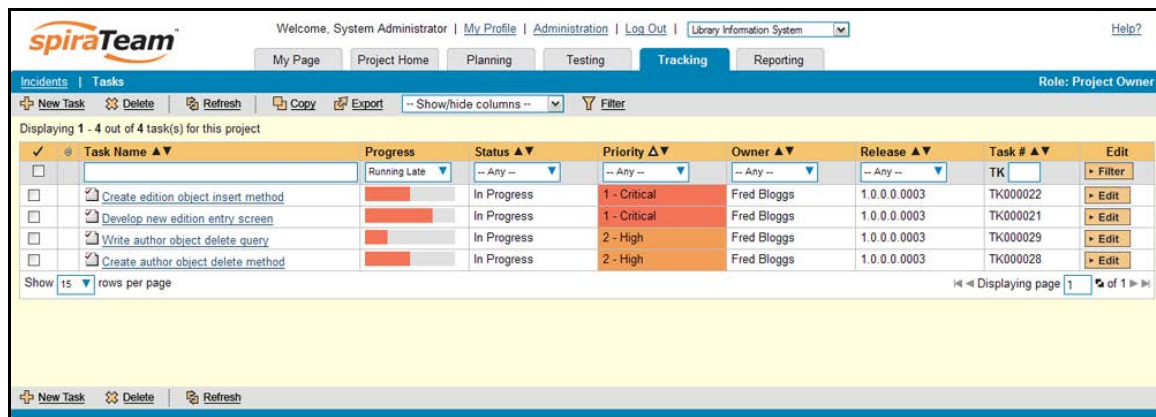 spiraTeam
Welcome, System Administrator | My Profile | Administration | Log Out | Library Information System
Help?
My Page Project Home Planning Testing Tracking Reporting
Incidents | Tasks Role: Project Owner
New Task Delete Refresh Copy Export -- Show/hide columns -- Filter
Displaying 1 - 4 out of 4 task(s) for this project
Task Name ▲▼ Progress Status ▲▼ Priority △▼ Owner ▲▼ Release ▲▼ Task # ▲▼ Edit
Running Late -- Any -- -- Any -- -- Any -- -- Any -- TK Filter
Create edition object insert method In Progress 1 - Critical Fred Bloggs 1.0.0.0.0003 TK000022 Edit
Develop new edition entry screen In Progress 1 - Critical Fred Bloggs 1.0.0.0.0003 TK000021 Edit
Write author object delete query In Progress 2 - High Fred Bloggs 1.0.0.0.0003 TK000029 Edit
Create author object delete method In Progress 2 - High Fred Bloggs 1.0.0.0.0003 TK000028 Edit
Show 15 rows per page Displaying page 1 of 1
New Task Delete Refresh